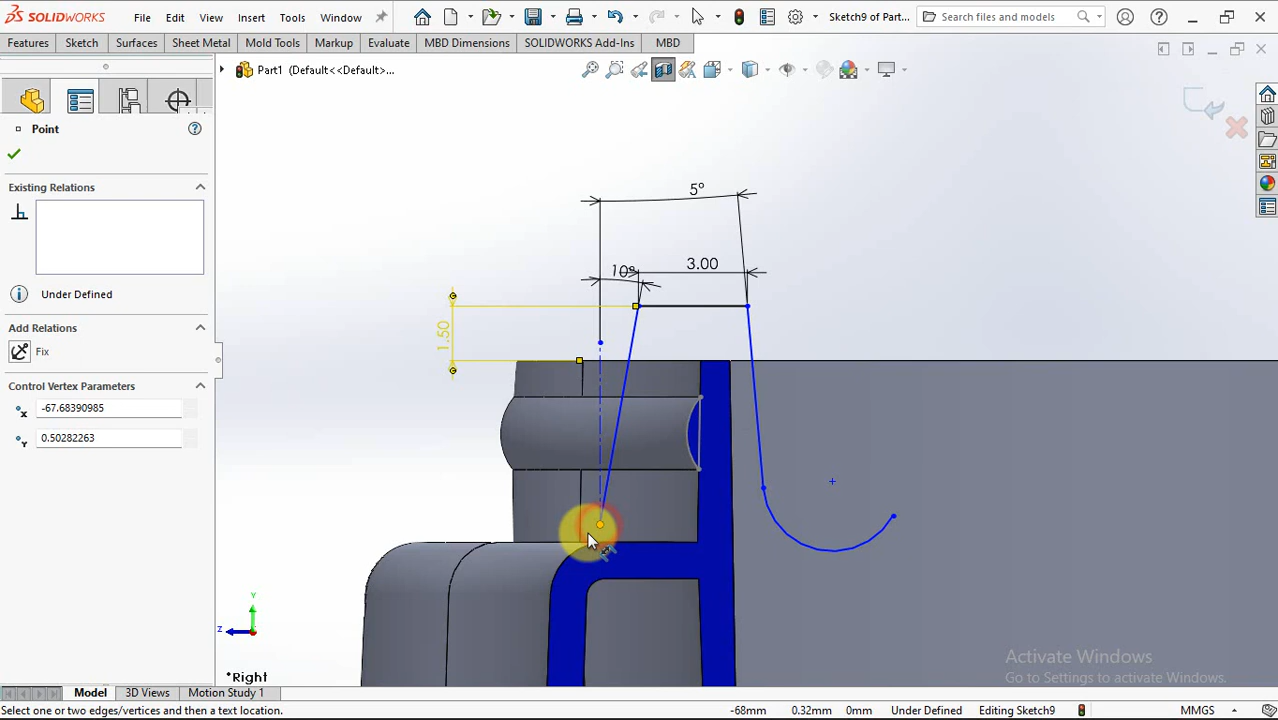 SOLIDWORKS File Edit View Insert Tools Window Sketch9 of Part... Search files and models
Features Sketch Surfaces Sheet Metal Mold Tools Markup Evaluate MBD Dimensions SOLIDWORKS Add-Ins MBD
Part1 (Default<<Default>...
Point
Existing Relations
Under Defined
Add Relations
Fix
Control Vertex Parameters
-67.68390985
0.50282263
5°
10°
3.00
1.50
Y
Z
*Right
Activate Windows
Go to Settings to activate Windows.
Model 3D Views Motion Study 1
Select one or two edges/vertices and then a text location. -68mm 0.32mm 0mm Under Defined Editing Sketch9 MMGS